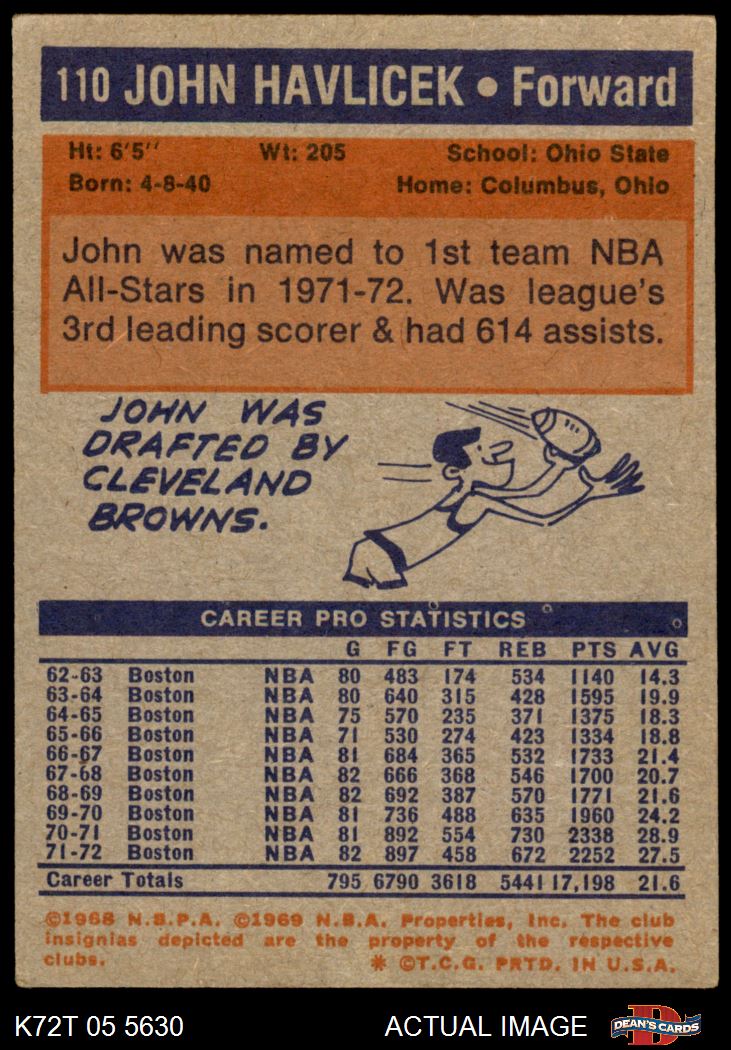 110 JOHN HAVLICEK • Forward
Ht: 6'5'' Wt: 205 School: Ohio State
Born: 4-8-40 Home: Columbus, Ohio
John was named to 1st team NBA
All-Stars in 1971-72. Was league's
3rd leading scorer & had 614 assists.
JOHN WAS
DRAFTED BY
CLEVELAND
BROWNS.
CAREER PRO STATISTICS
G FG FT REB PTS AVG
62-63 Boston NBA 80 483 174 534 1140 14.3
63-64 Boston NBA 80 640 315 428 1595 19.9
64-65 Boston NBA 75 570 235 371 1375 18.3
65-66 Boston NBA 71 530 274 423 1334 18.8
66-67 Boston NBA 81 684 365 532 1733 21.4
67-68 Boston NBA 82 666 368 546 1700 20.7
68-69 Boston NBA 82 692 387 570 1771 21.6
69-70 Boston NBA 81 736 488 635 1960 24.2
70-71 Boston NBA 81 892 554 730 2338 28.9
71-72 Boston NBA 82 897 458 672 2252 27.5
Career Totals 795 6790 3618 5441 17,198 21.6
©1968 N.B.P.A. ©1969 N.B.A. Properties, Inc. The club
insignias depicted are the property of the respective
clubs. * ©T.C.G. PRTD. IN U.S.A.
K72T 05 5630 ACTUAL IMAGE D DEAN'S CARDS